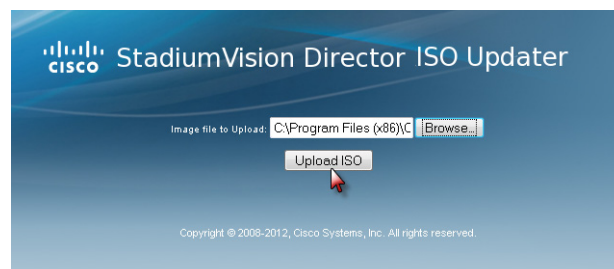 CISCO StadiumVision Director ISO Updater
Image file to Upload: C:\Program Files (x86)\C Browse...
Upload ISO
Copyright © 2008-2012, Cisco Systems, Inc. All rights reserved.